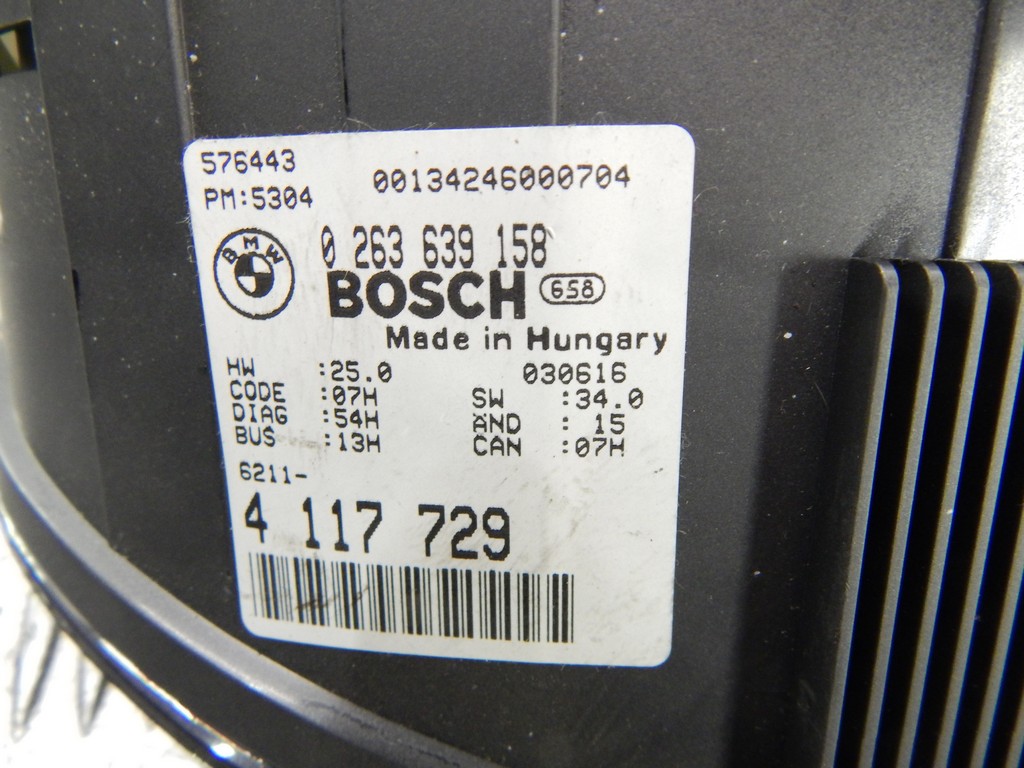 576443
00134246000704
PM:5304
BMW
0 263 639 158
BOSCH 658
Made in Hungary
HW :25.0 030616
CODE :07H SW :34.0
DIAG :54H ÄND : 15
BUS :13H CAN :07H
6211-
4 117 729